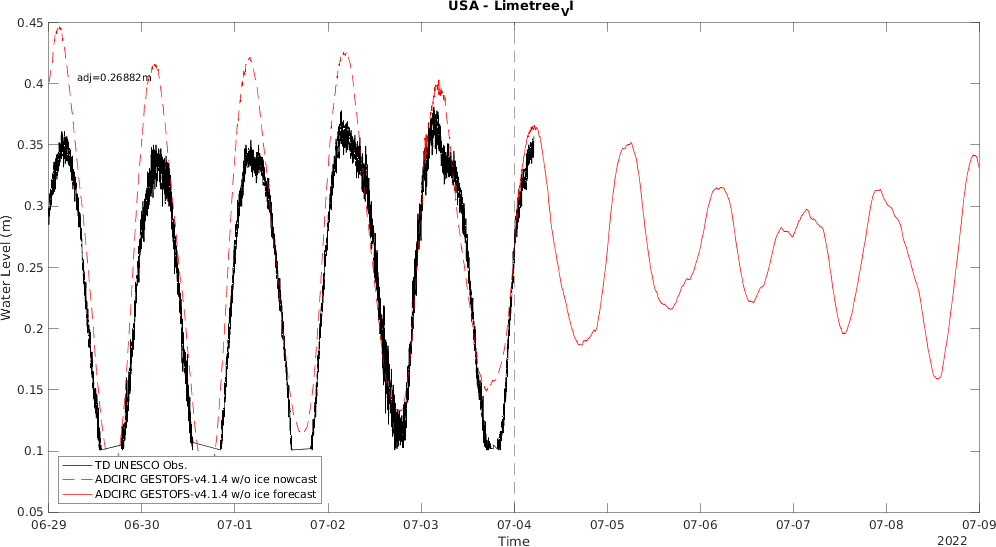 USA - Limetree_VI
0.45
adj=0.26882m
0.4
0.35
0.3
0.25
0.2
0.15
0.1
0.05
Water Level (m)
TD UNESCO Obs.
ADCIRC GESTOFS-v4.1.4 w/o ice nowcast
ADCIRC GESTOFS-v4.1.4 w/o ice forecast
06-29 06-30 07-01 07-02 07-03 07-04 07-05 07-06 07-07 07-08 07-09
Time
2022